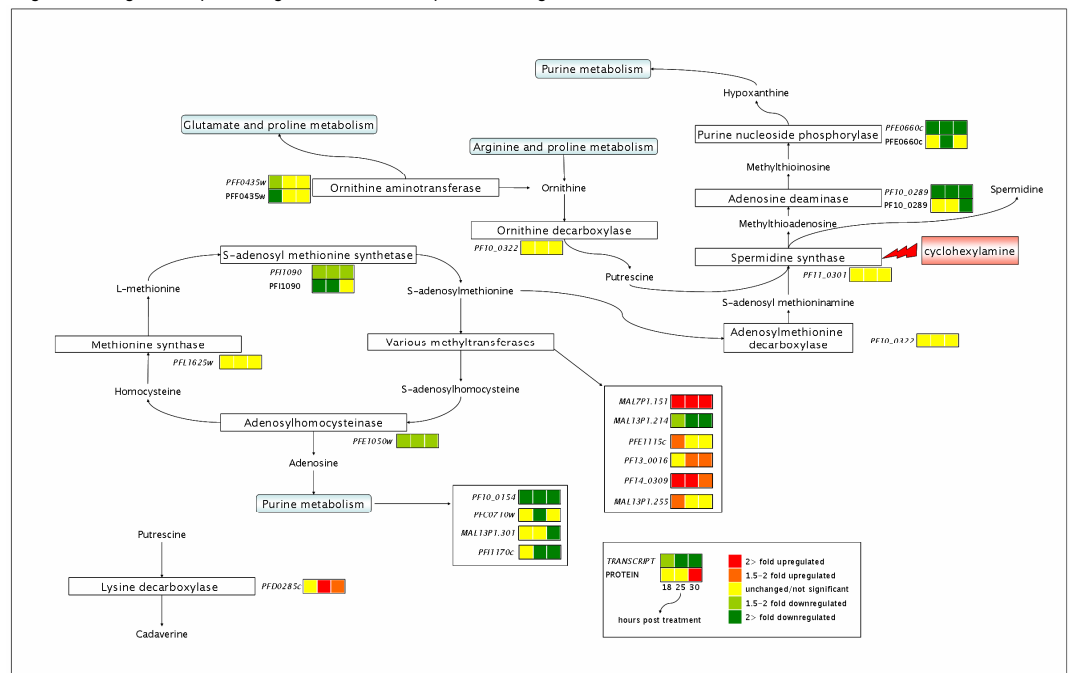 Purine metabolism
Hypoxanthine
Glutamate and proline metabolism
Purine nucleoside phosphorylase
PFE0660c
PFE0660c
Arginine and proline metabolism
Methylthioinosine
PFF0435w
PFF0435w
Ornithine aminotransferase
Ornithine
Adenosine deaminase
PF10_0289
PF10_0289
Spermidine
Methylthioadenosine
Ornithine decarboxylase
PF10_0322
S-adenosyl methionine synthetase
Spermidine synthase
cyclohexylamine
PFI1090
PFI1090
PF11_0301
Putrescine
L-methionine
S-adenosylmethionine
S-adenosyl methioninamine
Methionine synthase
PFL1625w
Various methyltransferases
Adenosylmethionine
decarboxylase
PF10_0322
Homocysteine
S-adenosylhomocysteine
MAL7P1.151
MAL13P1.214
PFE1115c
PF13_0016
PF14_0309
MAL13P1.255
Adenosylhomocysteinase
PFE1050w
Adenosine
Purine metabolism
PF10_0154
PFC0710w
MAL13P1.301
PFI1170c
Putrescine
Lysine decarboxylase
PFD0285c
Cadaverine
TRANSCRIPT
PROTEIN
18 25 30
hours post treatment
2> fold upregulated
1.5-2 fold upregulated
unchanged/not significant
1.5-2 fold downregulated
2> fold downregulated